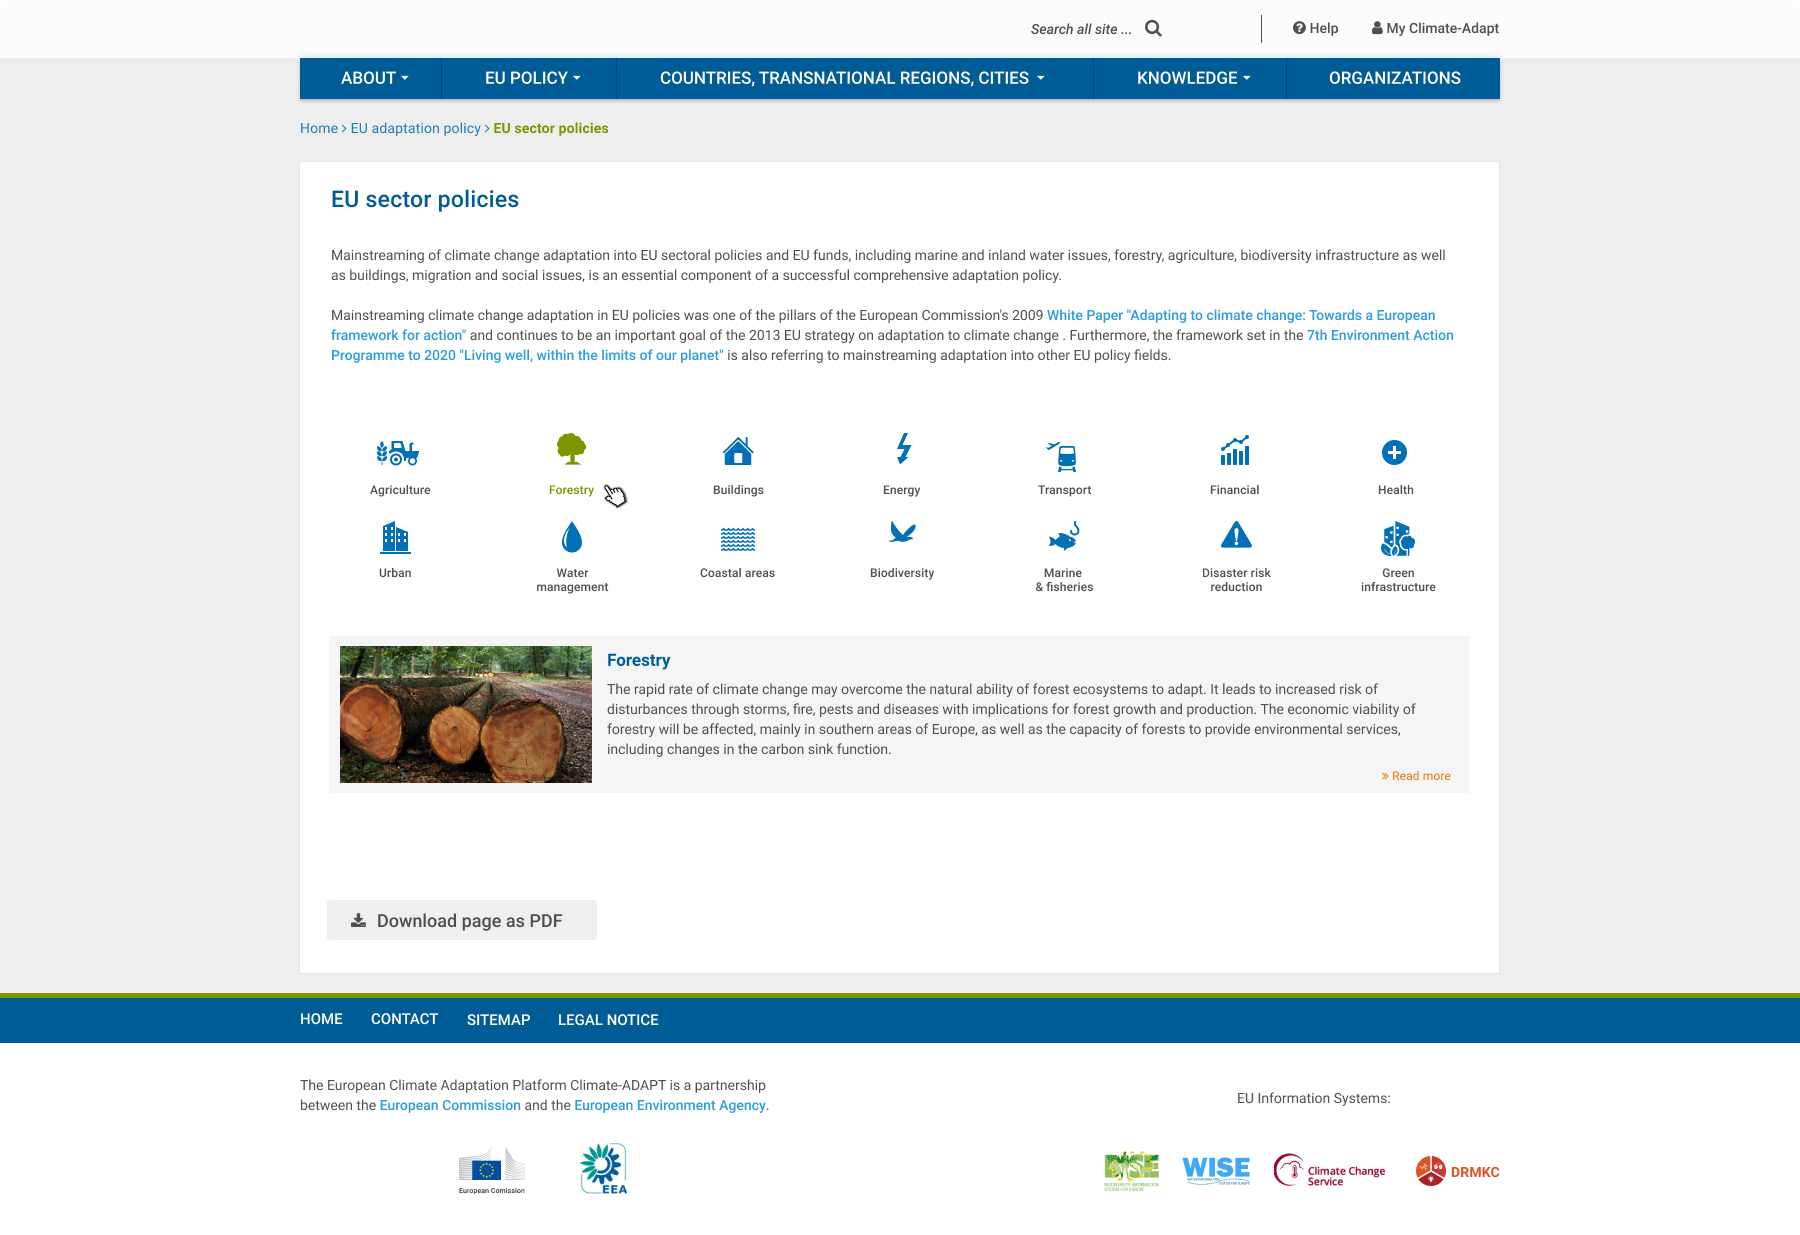 Search all site ...
Help
My Climate-Adapt
ABOUT
EU POLICY
COUNTRIES, TRANSNATIONAL REGIONS, CITIES
KNOWLEDGE
ORGANIZATIONS
Home > EU adaptation policy > EU sector policies
EU sector policies
Mainstreaming of climate change adaptation into EU sectoral policies and EU funds, including marine and inland water issues, forestry, agriculture, biodiversity infrastructure as well
as buildings, migration and social issues, is an essential component of a successful comprehensive adaptation policy.
Mainstreaming climate change adaptation in EU policies was one of the pillars of the European Commission's 2009 White Paper "Adapting to climate change: Towards a European
framework for action" and continues to be an important goal of the 2013 EU strategy on adaptation to climate change . Furthermore, the framework set in the 7th Environment Action
Programme to 2020 "Living well, within the limits of our planet" is also referring to mainstreaming adaptation into other EU policy fields.
Agriculture
Forestry
Buildings
Energy
Transport
Financial
Health
Urban
Water
management
Coastal areas
Biodiversity
Marine
& fisheries
Disaster risk
reduction
Green
infrastructure
Forestry
The rapid rate of climate change may overcome the natural ability of forest ecosystems to adapt. It leads to increased risk of
disturbances through storms, fire, pests and diseases with implications for forest growth and production. The economic viability of
forestry will be affected, mainly in southern areas of Europe, as well as the capacity of forests to provide environmental services,
including changes in the carbon sink function.
» Read more
Download page as PDF
HOME
CONTACT
SITEMAP
LEGAL NOTICE
The European Climate Adaptation Platform Climate-ADAPT is a partnership
between the European Commission and the European Environment Agency.
EU Information Systems:
European Comission
EEA
BISE
BIODIVERSITY INFORMATION
SYSTEM FOR EUROPE
WISE
Climate Change
Service
DRMKC